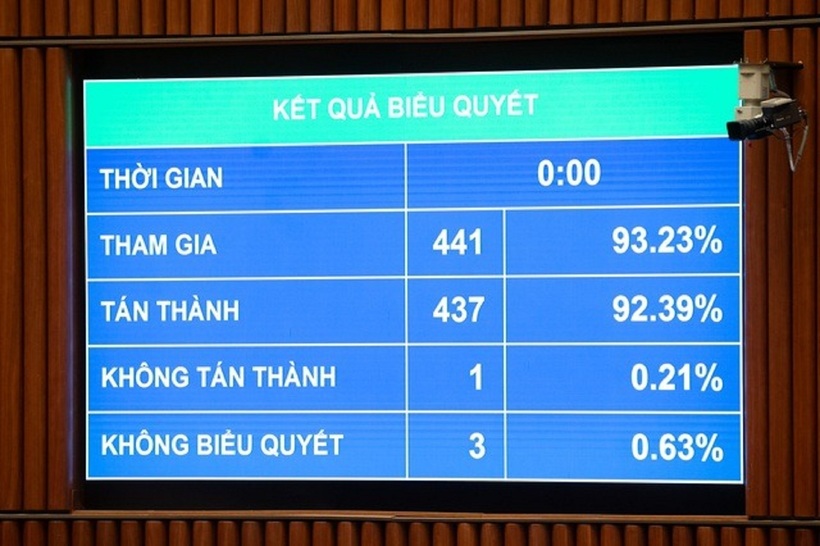 KẾT QUẢ BIỂU QUYẾT
THỜI GIAN 0:00
THAM GIA 441 93.23%
TÁN THÀNH 437 92.39%
KHÔNG TÁN THÀNH 1 0.21%
KHÔNG BIỂU QUYẾT 3 0.63%